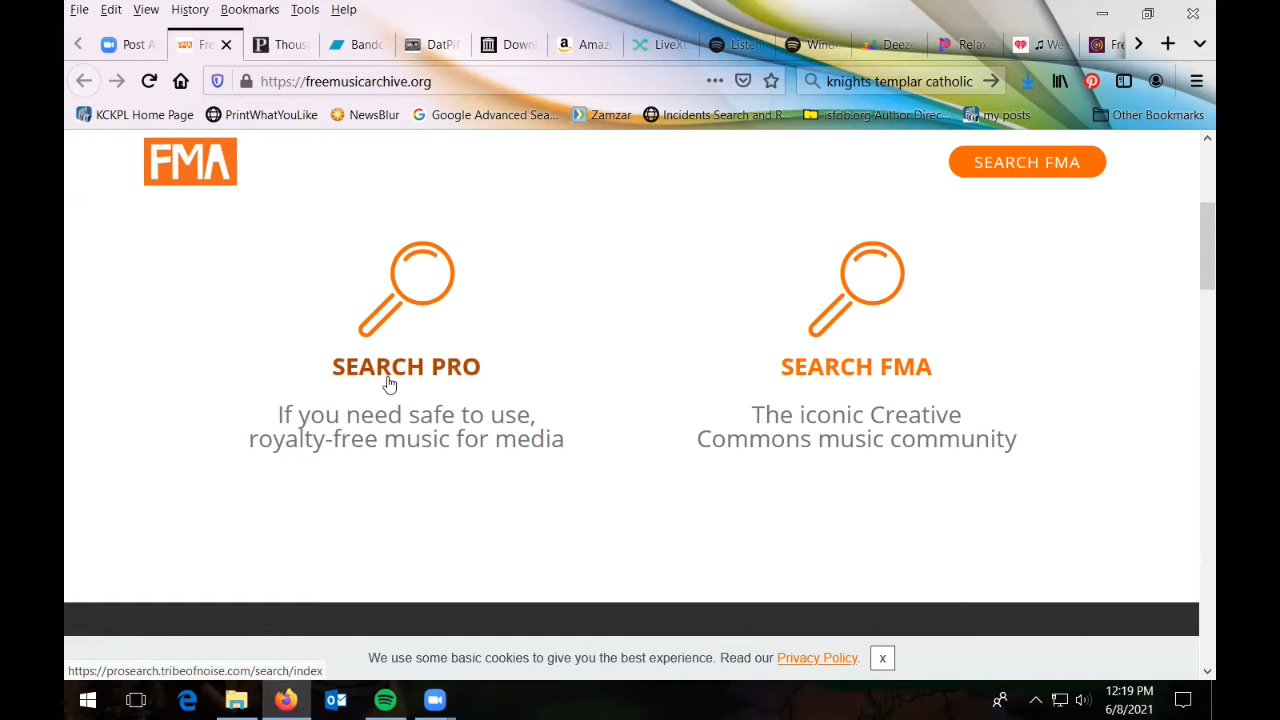 File Edit View History Bookmarks Tools Help
Post A Fre Thous Bandc DatPif Down Amaz LiveX Listen Wind Deeze Relax We Fre
https://freemusicarchive.org knights templar catholic
KCKPL Home Page PrintWhatYouLike NewsBlur Google Advanced Sea... Zamzar Incidents Search and R... isfdb.org Author Direc... my posts Other Bookmarks
FMA SEARCH FMA
SEARCH PRO SEARCH FMA
If you need safe to use, The iconic Creative
royalty-free music for media Commons music community
We use some basic cookies to give you the best experience. Read our Privacy Policy. x
https://prosearch.tribeofnoise.com/search/index
12:19 PM
6/8/2021